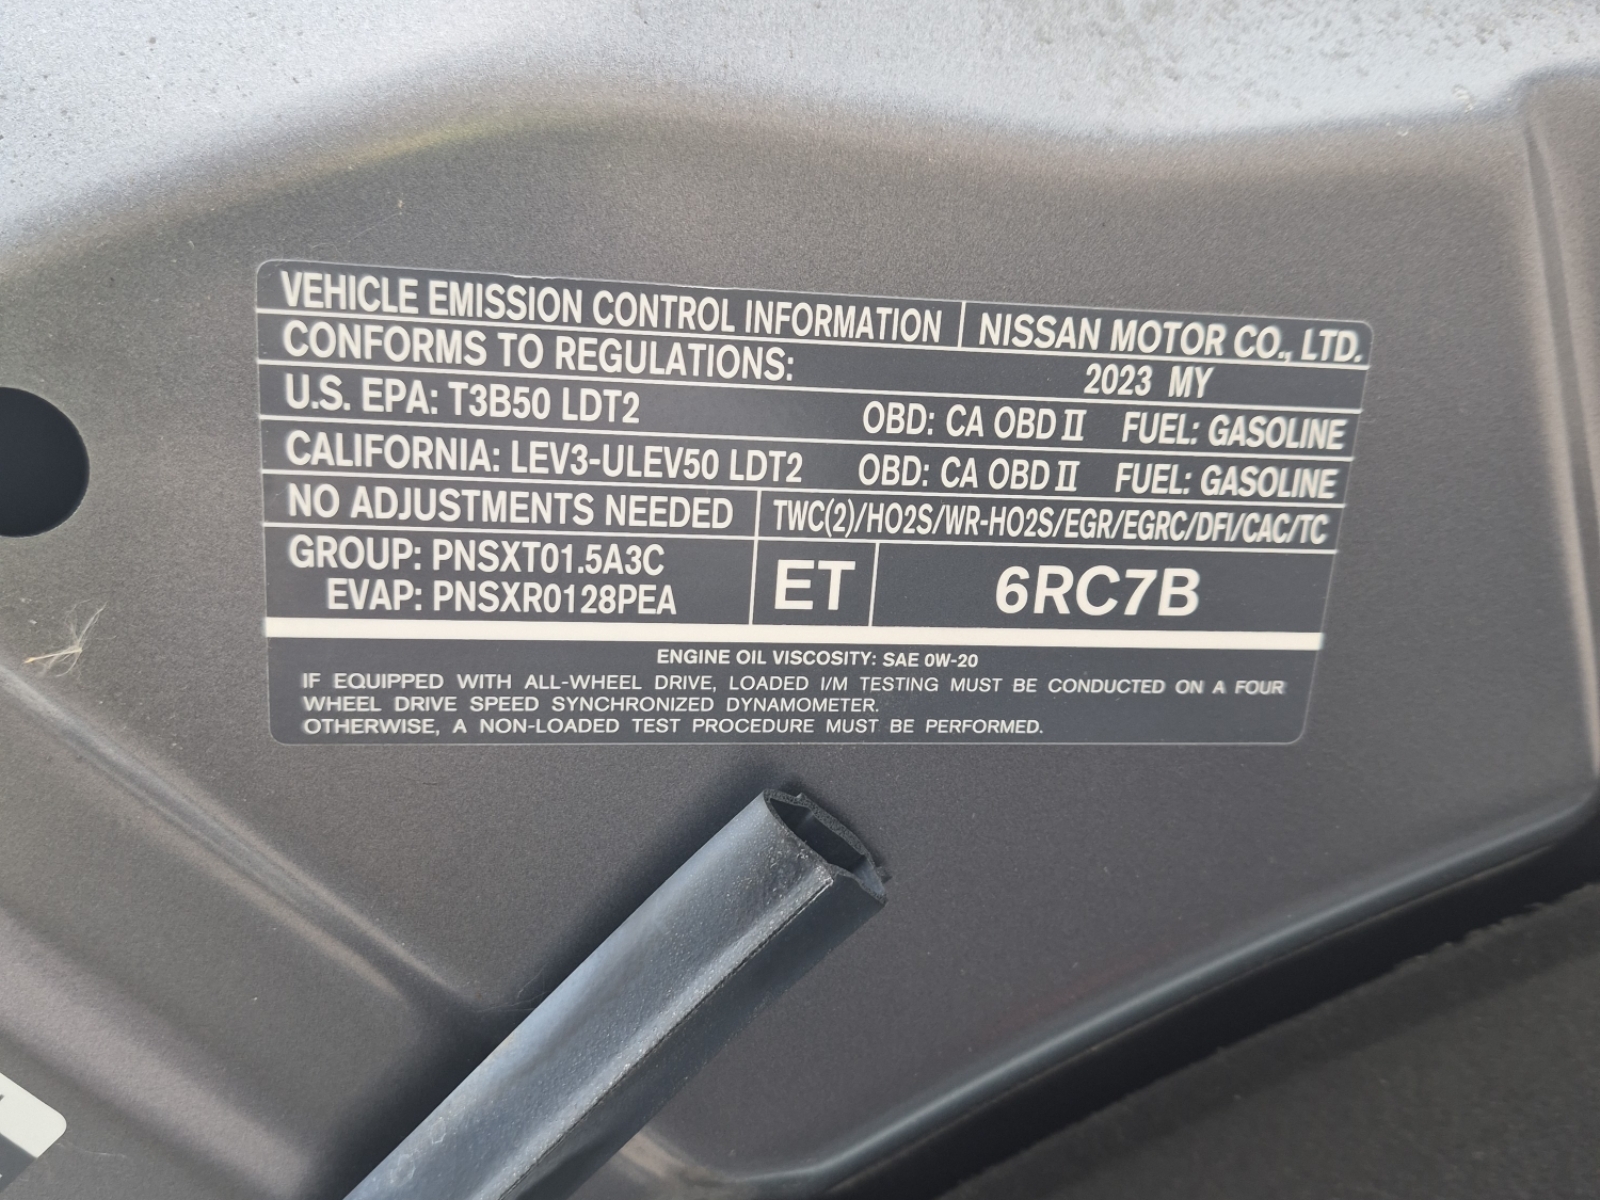 VEHICLE EMISSION CONTROL INFORMATION NISSAN MOTOR CO., LTD.
CONFORMS TO REGULATIONS: 2023 MY
U.S. EPA: T3B50 LDT2 OBD: CA OBD II FUEL: GASOLINE
CALIFORNIA: LEV3-ULEV50 LDT2 OBD: CA OBD II FUEL: GASOLINE
NO ADJUSTMENTS NEEDED TWC(2)/HO2S/WR-HO2S/EGR/EGRC/DFI/CAC/TC
GROUP: PNSXT01.5A3C
EVAP: PNSXR0128PEA
ET 6RC7B
ENGINE OIL VISCOSITY: SAE 0W-20
IF EQUIPPED WITH ALL-WHEEL DRIVE, LOADED I/M TESTING MUST BE CONDUCTED ON A FOUR
WHEEL DRIVE SPEED SYNCHRONIZED DYNAMOMETER.
OTHERWISE, A NON-LOADED TEST PROCEDURE MUST BE PERFORMED.